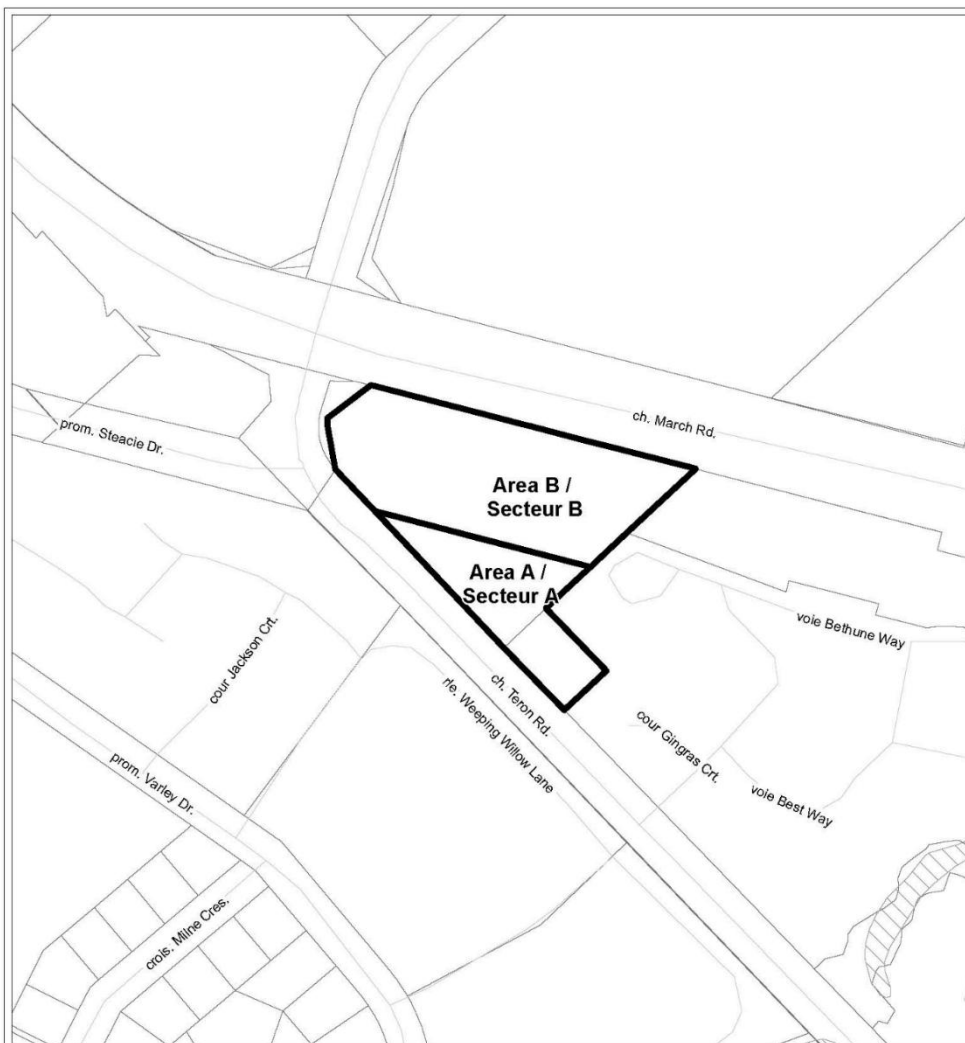 ch. March Rd.
prom. Steacie Dr.
Area B /
Secteur B
Area A /
Secteur A
voie Bethune Way
cour Jackson Crt.
ch. Teron Rd.
rle. Weeping Willow Lane
cour Gingras Crt.
voie Best Way
prom. Varley Dr.
crois. Milne Cres.